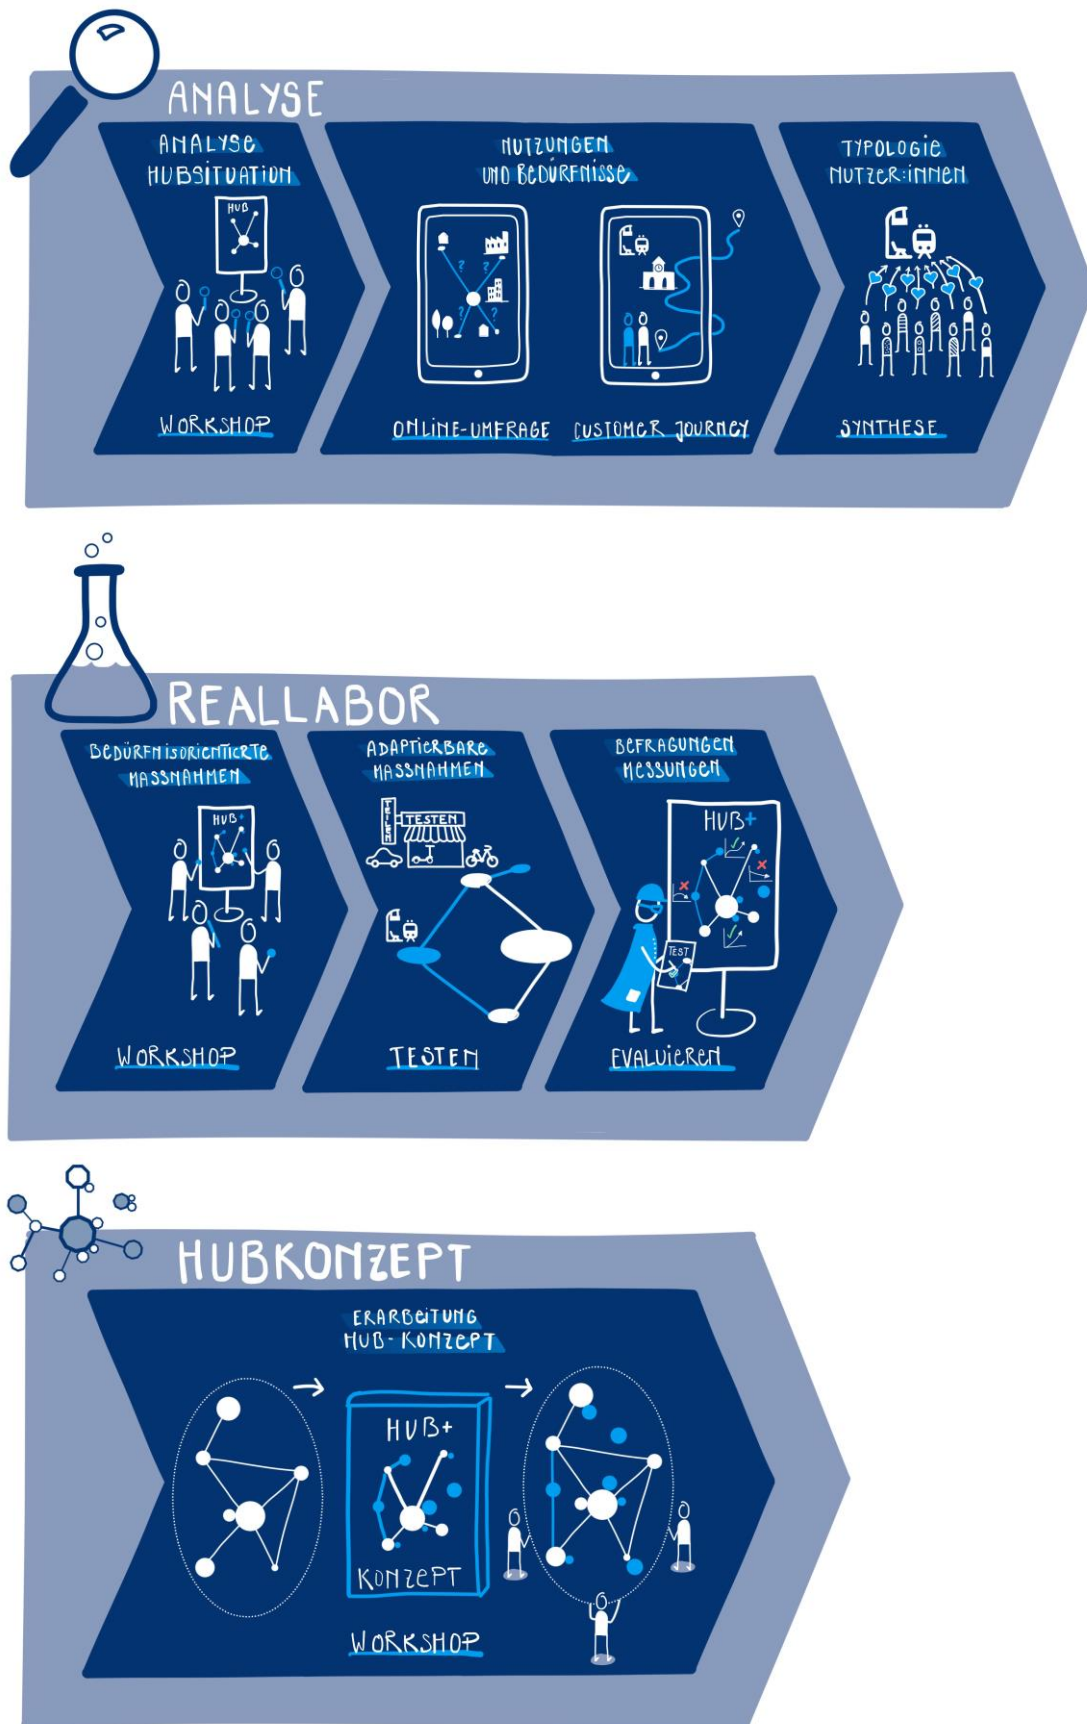 ANALYSE
ANALYSE
HUBSITUATION
HUB
WORKSHOP
NUTZUNGEN
UND BEDÜRFNISSE
? ?
? ?
ONLINE-UMFRAGE
CUSTOMER JOURNEY
TYPOLOGIE
NUTZER:INNEN
SYNTHESE
REALLABOR
BEDÜRFNISORIENTIERTE
MASSNAHMEN
HUB+
WORKSHOP
ADAPTIERBARE
MASSNAHMEN
TEILEN
TESTEN
TESTEN
BEFRAGUNGEN
MESSUNGEN
HUB+
TEST
EVALUIEREN
HUBKONZEPT
ERARBEITUNG
HUB-KONZEPT
HUB+
KONZEPT
WORKSHOP